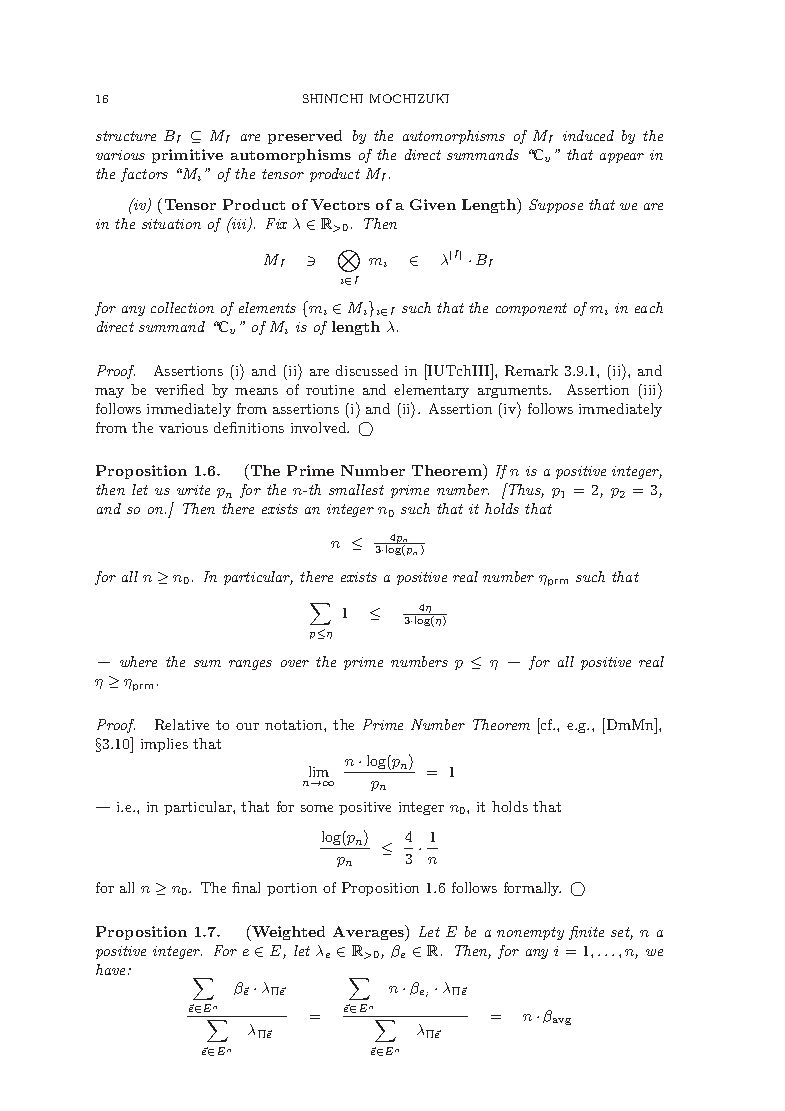 16 SHINICHI MOCHIZUKI
structure B_I ⊆ M_I are preserved by the automorphisms of M_I induced by the
various primitive automorphisms of the direct summands “ℂ_v” that appear in
the factors “M_i” of the tensor product M_I.
(iv) (Tensor Product of Vectors of a Given Length) Suppose that we are
in the situation of (iii). Fix λ ∈ ℝ_{>0}. Then
M_I ∋ ⨂_{i∈I} m_i ∈ λ^{|I|} · B_I
for any collection of elements {m_i ∈ M_i}_{i∈I} such that the component of m_i in each
direct summand “ℂ_v” of M_i is of length λ.
Proof. Assertions (i) and (ii) are discussed in [IUTchIII], Remark 3.9.1, (ii), and
may be verified by means of routine and elementary arguments. Assertion (iii)
follows immediately from assertions (i) and (ii). Assertion (iv) follows immediately
from the various definitions involved. ○
Proposition 1.6. (The Prime Number Theorem) If n is a positive integer,
then let us write p_n for the n-th smallest prime number. [Thus, p_1 = 2, p_2 = 3,
and so on.] Then there exists an integer n_0 such that it holds that
n ≤ 4p_n / 3·log(p_n)
for all n ≥ n_0. In particular, there exists a positive real number η_prm such that
∑_{p≤η} 1 ≤ 4η / 3·log(η)
— where the sum ranges over the prime numbers p ≤ η — for all positive real
η ≥ η_prm.
Proof. Relative to our notation, the Prime Number Theorem [cf., e.g., [DmMn],
§3.10] implies that
lim_{n→∞} n · log(p_n) / p_n = 1
— i.e., in particular, that for some positive integer n_0, it holds that
log(p_n) / p_n ≤ 4/3 · 1/n
for all n ≥ n_0. The final portion of Proposition 1.6 follows formally. ○
Proposition 1.7. (Weighted Averages) Let E be a nonempty finite set, n a
positive integer. For e ∈ E, let λ_e ∈ ℝ_{>0}, β_e ∈ ℝ. Then, for any i = 1, . . . , n, we
have:
∑_{e⃗∈E^n} β_{e⃗} · λ_{Πe⃗} / ∑_{e⃗∈E^n} λ_{Πe⃗} = ∑_{e⃗∈E^n} n · β_{e_i} · λ_{Πe⃗} / ∑_{e⃗∈E^n} λ_{Πe⃗} = n · β_avg